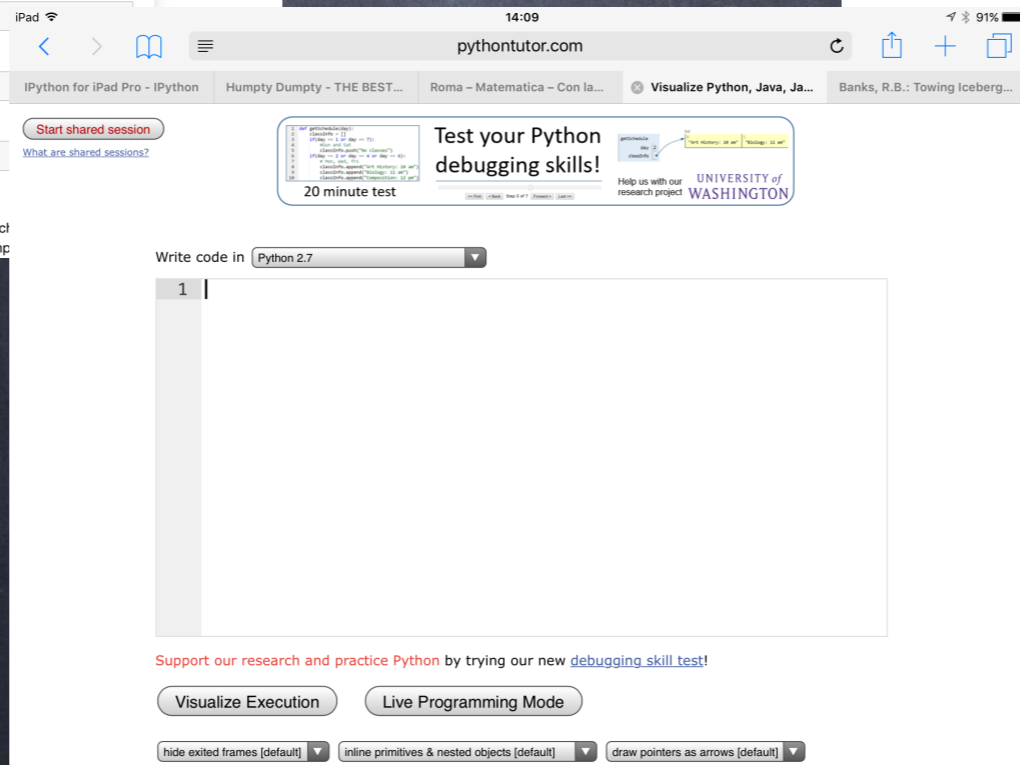 iPad
14:09
91%
pythontutor.com
IPython for iPad Pro - IPython
Humpty Dumpty - THE BEST...
Roma – Matematica – Con la...
Visualize Python, Java, Ja...
Banks, R.B.: Towing Iceberg...
Start shared session
What are shared sessions?
Test your Python
debugging skills!
20 minute test
Help us with our
research project
UNIVERSITY of
WASHINGTON
Write code in
Python 2.7
1
Support our research and practice Python by trying our new debugging skill test!
Visualize Execution
Live Programming Mode
hide exited frames [default]
inline primitives & nested objects [default]
draw pointers as arrows [default]